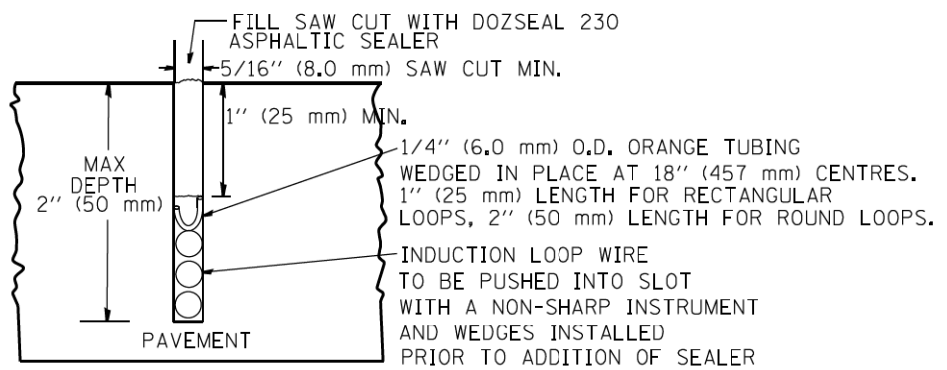 FILL SAW CUT WITH DOZSEAL 230
ASPHALTIC SEALER
5/16" (8.0 mm) SAW CUT MIN.
1" (25 mm) MIN.
MAX
DEPTH
2" (50 mm)
1/4" (6.0 mm) O.D. ORANGE TUBING
WEDGED IN PLACE AT 18" (457 mm) CENTRES.
1" (25 mm) LENGTH FOR RECTANGULAR
LOOPS, 2" (50 mm) LENGTH FOR ROUND LOOPS.
INDUCTION LOOP WIRE
TO BE PUSHED INTO SLOT
WITH A NON-SHARP INSTRUMENT
AND WEDGES INSTALLED
PRIOR TO ADDITION OF SEALER
PAVEMENT